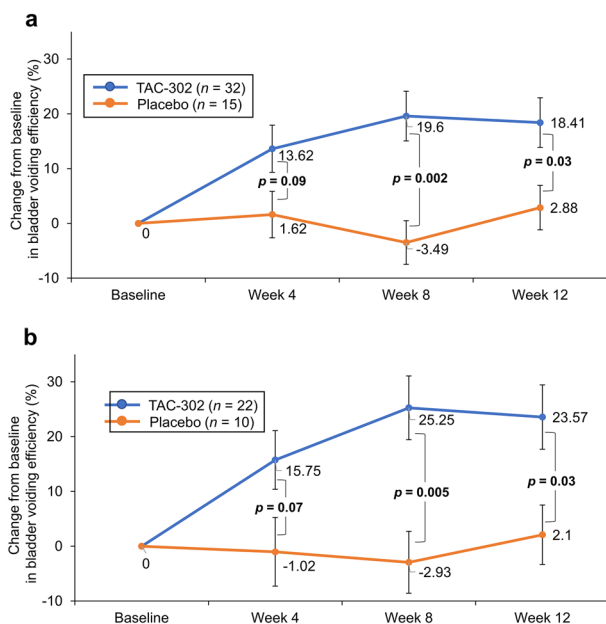 a
Change from baseline
in bladder voiding efficiency (%)
30
20
10
0
-10
TAC-302 (n = 32)
Placebo (n = 15)
0
13.62
p = 0.09
1.62
19.6
p = 0.002
-3.49
18.41
p = 0.03
2.88
Baseline Week 4 Week 8 Week 12
b
Change from baseline
in bladder voiding efficiency (%)
30
20
10
0
-10
TAC-302 (n = 22)
Placebo (n = 10)
0
15.75
p = 0.07
-1.02
25.25
p = 0.005
-2.93
23.57
p = 0.03
2.1
Baseline Week 4 Week 8 Week 12